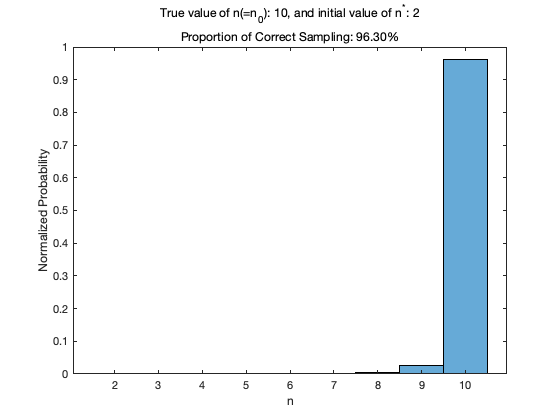 True value of n(=n0): 10, and initial value of n*: 2
Proportion of Correct Sampling: 96.30%
1
0.9
0.8
0.7
0.6
0.5
0.4
0.3
0.2
0.1
0
Normalized Probability
2 3 4 5 6 7 8 9 10
n